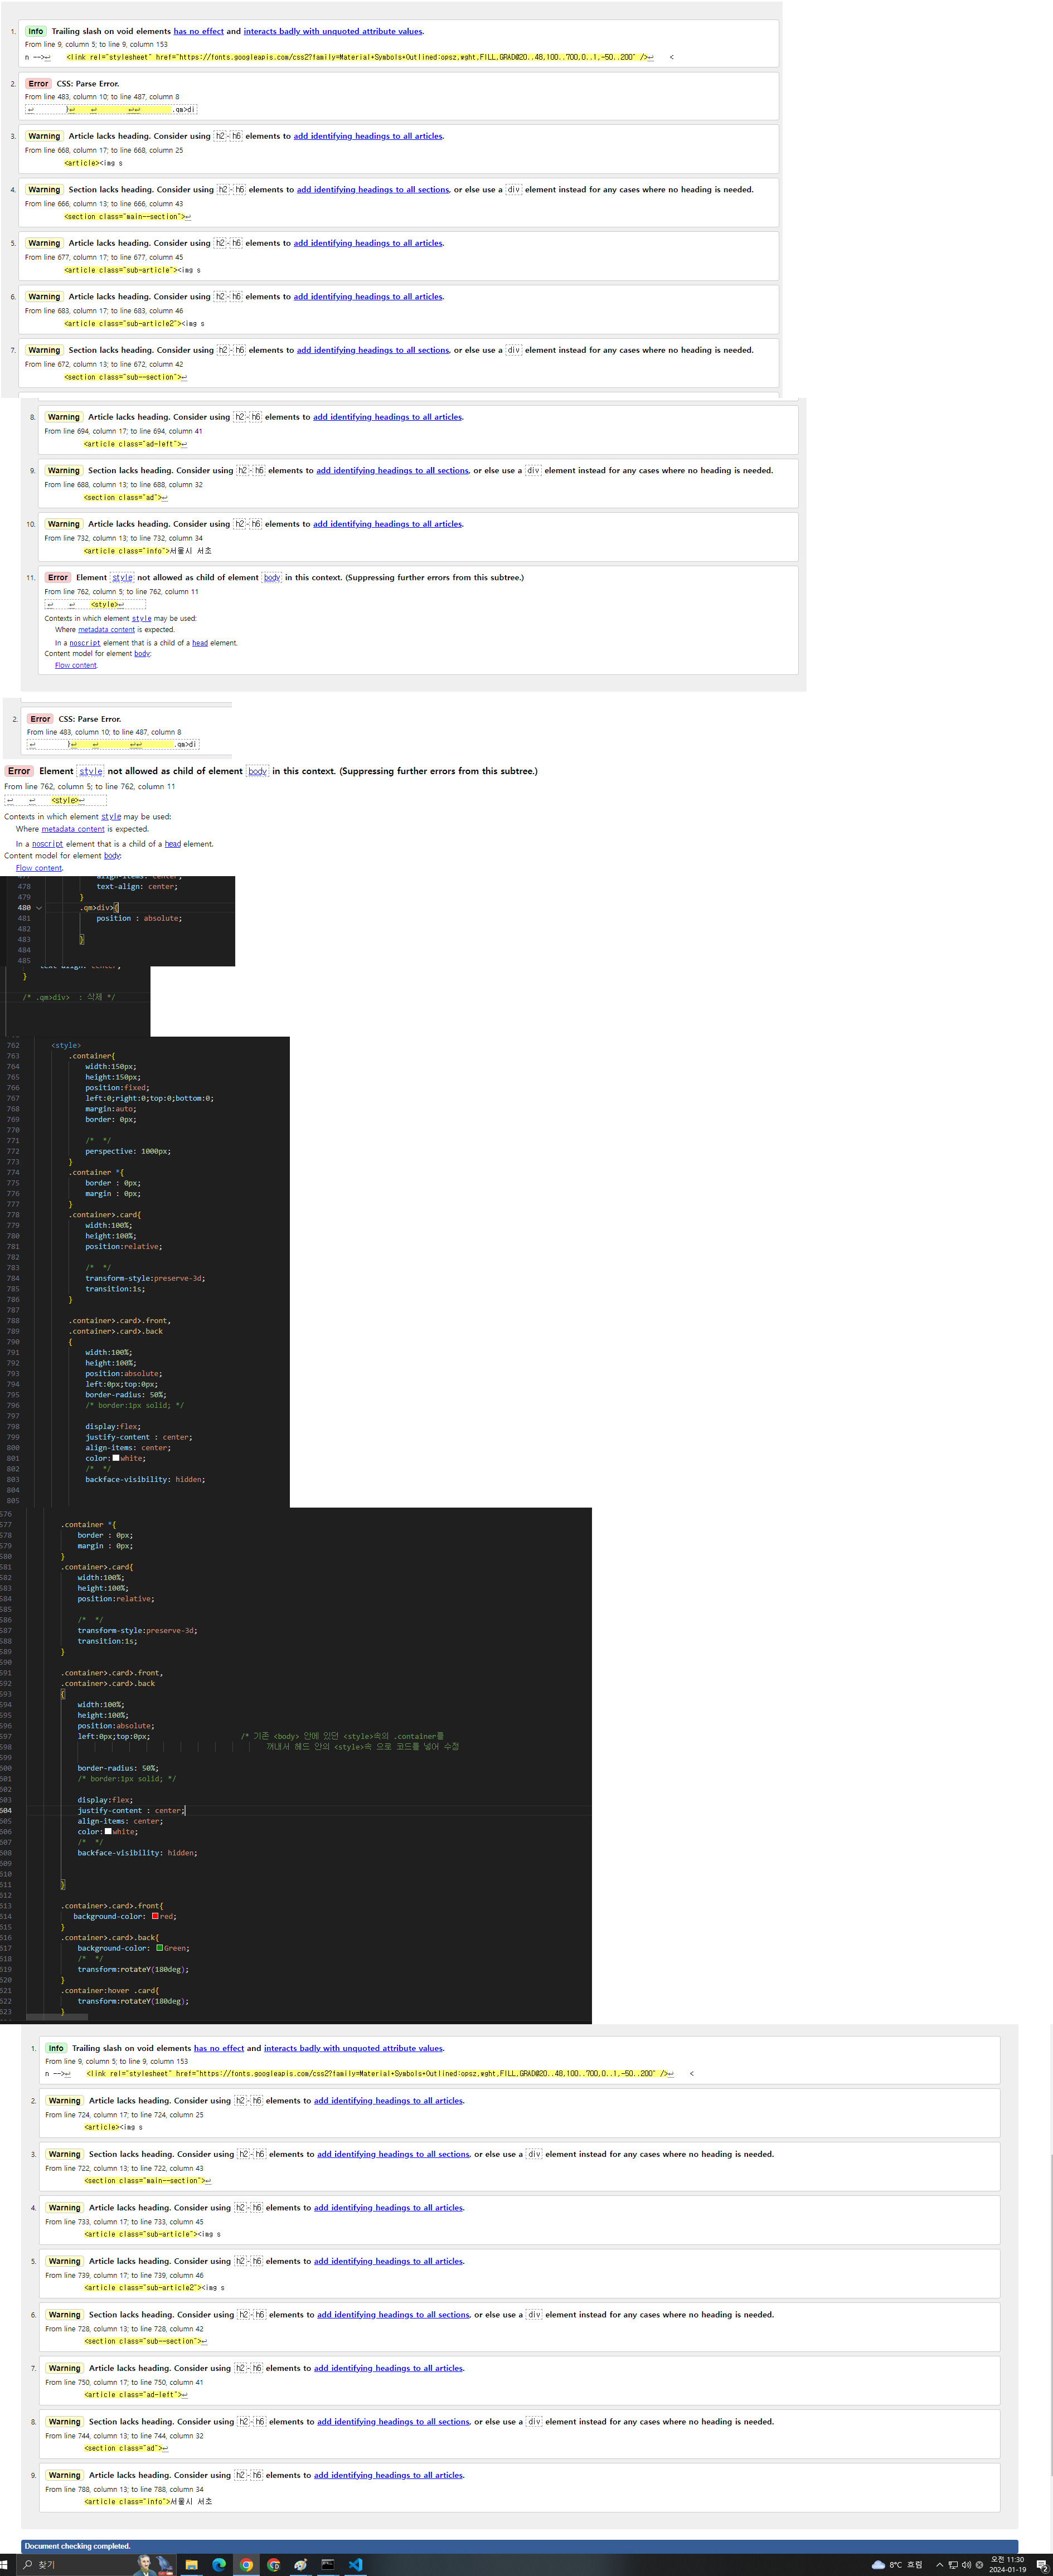 1. Info Trailing slash on void elements has no effect and interacts badly with unquoted attribute values.
From line 9, column 5; to line 9, column 153
n -->↩ <link rel="stylesheet" href="https://fonts.googleapis.com/css2?family=Material+Symbols+Outlined:opsz,wght,FILL,GRAD@20..48,100..700,0..1,-50..200" />↩ <
2. Error CSS: Parse Error.
From line 483, column 10; to line 487, column 8
↩ }↩ ↩ ↩↩ .qm>di
3. Warning Article lacks heading. Consider using h2-h6 elements to add identifying headings to all articles.
From line 668, column 17; to line 668, column 25
<article><img s
4. Warning Section lacks heading. Consider using h2-h6 elements to add identifying headings to all sections, or else use a div element instead for any cases where no heading is needed.
From line 666, column 13; to line 666, column 43
<section class="main--section">↩
5. Warning Article lacks heading. Consider using h2-h6 elements to add identifying headings to all articles.
From line 677, column 17; to line 677, column 45
<article class="sub-article"><img s
6. Warning Article lacks heading. Consider using h2-h6 elements to add identifying headings to all articles.
From line 683, column 17; to line 683, column 46
<article class="sub-article2"><img s
7. Warning Section lacks heading. Consider using h2-h6 elements to add identifying headings to all sections, or else use a div element instead for any cases where no heading is needed.
From line 672, column 13; to line 672, column 42
<section class="sub--section">↩
8. Warning Article lacks heading. Consider using h2-h6 elements to add identifying headings to all articles.
From line 694, column 17; to line 694, column 41
<article class="ad-left">↩
9. Warning Section lacks heading. Consider using h2-h6 elements to add identifying headings to all sections, or else use a div element instead for any cases where no heading is needed.
From line 688, column 13; to line 688, column 32
<section class="ad">↩
10. Warning Article lacks heading. Consider using h2-h6 elements to add identifying headings to all articles.
From line 732, column 13; to line 732, column 34
<article class="info">서울시 서초
11. Error Element style not allowed as child of element body in this context. (Suppressing further errors from this subtree.)
From line 762, column 5; to line 762, column 11
↩ ↩ <style>↩
Contexts in which element style may be used:
Where metadata content is expected.
In a noscript element that is a child of a head element.
Content model for element body:
Flow content.
2. Error CSS: Parse Error.
From line 483, column 10; to line 487, column 8
↩ }↩ ↩ ↩↩ .qm>di
Error Element style not allowed as child of element body in this context. (Suppressing further errors from this subtree.)
From line 762, column 5; to line 762, column 11
↩ ↩ <style>↩
Contexts in which element style may be used:
Where metadata content is expected.
In a noscript element that is a child of a head element.
Content model for element body:
Flow content.
477 align-items: center;
478 text-align: center;
479 }
480 .qm>div>{
481 position : absolute;
482
483 }
484
485
text-align: center;
}
/* .qm>div> : 삭제 */
762 <style>
763 .container{
764 width:150px;
765 height:150px;
766 position:fixed;
767 left:0;right:0;top:0;bottom:0;
768 margin:auto;
769 border: 0px;
770
771 /* */
772 perspective: 1000px;
773 }
774 .container *{
775 border : 0px;
776 margin : 0px;
777 }
778 .container>.card{
779 width:100%;
780 height:100%;
781 position:relative;
782
783 /* */
784 transform-style:preserve-3d;
785 transition:1s;
786 }
787
788 .container>.card>.front,
789 .container>.card>.back
790 {
791 width:100%;
792 height:100%;
793 position:absolute;
794 left:0px;top:0px;
795 border-radius: 50%;
796 /* border:1px solid; */
797
798 display:flex;
799 justify-content : center;
800 align-items: center;
801 color:white;
802 /* */
803 backface-visibility: hidden;
804
805
576
577 .container *{
578 border : 0px;
579 margin : 0px;
580 }
581 .container>.card{
582 width:100%;
583 height:100%;
584 position:relative;
585
586 /* */
587 transform-style:preserve-3d;
588 transition:1s;
589 }
590
591 .container>.card>.front,
592 .container>.card>.back
593 {
594 width:100%;
595 height:100%;
596 position:absolute;
597 left:0px;top:0px; /* 기존 <body> 안에 있던 <style>속의 .container를
598 꺼내서 헤드 안의 <style>속 으로 코드를 넣어 수정
599
600 border-radius: 50%;
601 /* border:1px solid; */
602
603 display:flex;
604 justify-content : center;
605 align-items: center;
606 color:white;
607 /* */
608 backface-visibility: hidden;
609
610
611 }
612
613 .container>.card>.front{
614 background-color: red;
615 }
616 .container>.card>.back{
617 background-color: Green;
618 /* */
619 transform:rotateY(180deg);
620 }
621 .container:hover .card{
622 transform:rotateY(180deg);
623 }
1. Info Trailing slash on void elements has no effect and interacts badly with unquoted attribute values.
From line 9, column 5; to line 9, column 153
n -->↩ <link rel="stylesheet" href="https://fonts.googleapis.com/css2?family=Material+Symbols+Outlined:opsz,wght,FILL,GRAD@20..48,100..700,0..1,-50..200" />↩ <
2. Warning Article lacks heading. Consider using h2-h6 elements to add identifying headings to all articles.
From line 724, column 17; to line 724, column 25
<article><img s
3. Warning Section lacks heading. Consider using h2-h6 elements to add identifying headings to all sections, or else use a div element instead for any cases where no heading is needed.
From line 722, column 13; to line 722, column 43
<section class="main--section">↩
4. Warning Article lacks heading. Consider using h2-h6 elements to add identifying headings to all articles.
From line 733, column 17; to line 733, column 45
<article class="sub-article"><img s
5. Warning Article lacks heading. Consider using h2-h6 elements to add identifying headings to all articles.
From line 739, column 17; to line 739, column 46
<article class="sub-article2"><img s
6. Warning Section lacks heading. Consider using h2-h6 elements to add identifying headings to all sections, or else use a div element instead for any cases where no heading is needed.
From line 728, column 13; to line 728, column 42
<section class="sub--section">↩
7. Warning Article lacks heading. Consider using h2-h6 elements to add identifying headings to all articles.
From line 750, column 17; to line 750, column 41
<article class="ad-left">↩
8. Warning Section lacks heading. Consider using h2-h6 elements to add identifying headings to all sections, or else use a div element instead for any cases where no heading is needed.
From line 744, column 13; to line 744, column 32
<section class="ad">↩
9. Warning Article lacks heading. Consider using h2-h6 elements to add identifying headings to all articles.
From line 788, column 13; to line 788, column 34
<article class="info">서울시 서초
Document checking completed.
찾기
8°C 흐림
오전 11:30
2024-01-19
2